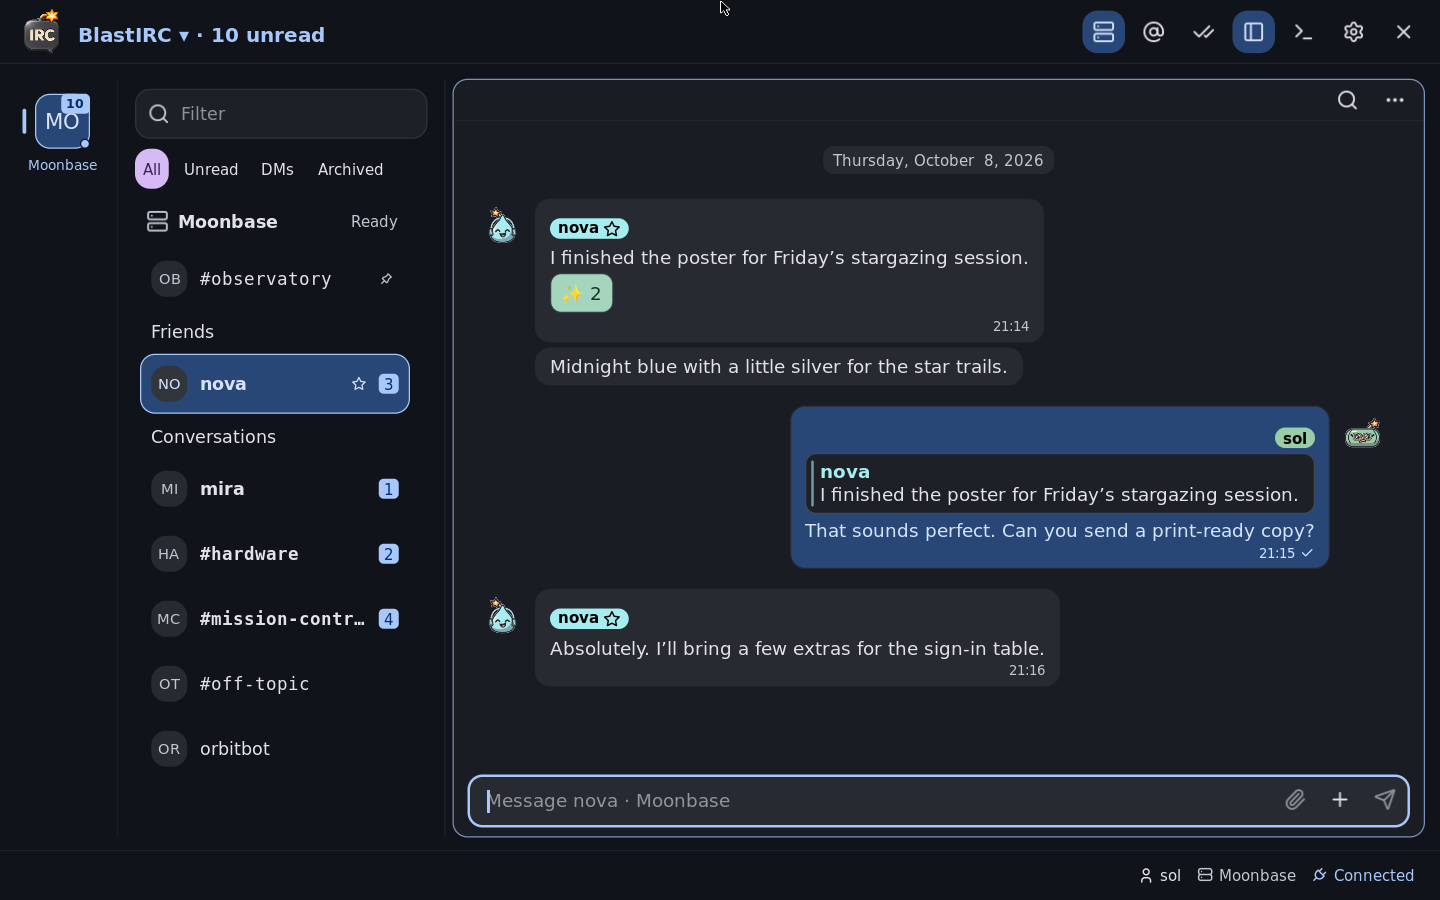 IRC
BlastIRC ▾ · 10 unread
10
MO
Moonbase
Filter
All
Unread
DMs
Archived
Moonbase
Ready
OB
#observatory
Friends
NO
nova
3
Conversations
MI
mira
1
HA
#hardware
2
MC
#mission-contr…
4
OT
#off-topic
OR
orbitbot
Thursday, October  8, 2026
nova
I finished the poster for Friday’s stargazing session.
✨ 2
21:14
Midnight blue with a little silver for the star trails.
sol
nova
I finished the poster for Friday’s stargazing session.
That sounds perfect. Can you send a print-ready copy?
21:15 ✓
nova
Absolutely. I’ll bring a few extras for the sign-in table.
21:16
Message nova · Moonbase
sol
Moonbase
Connected